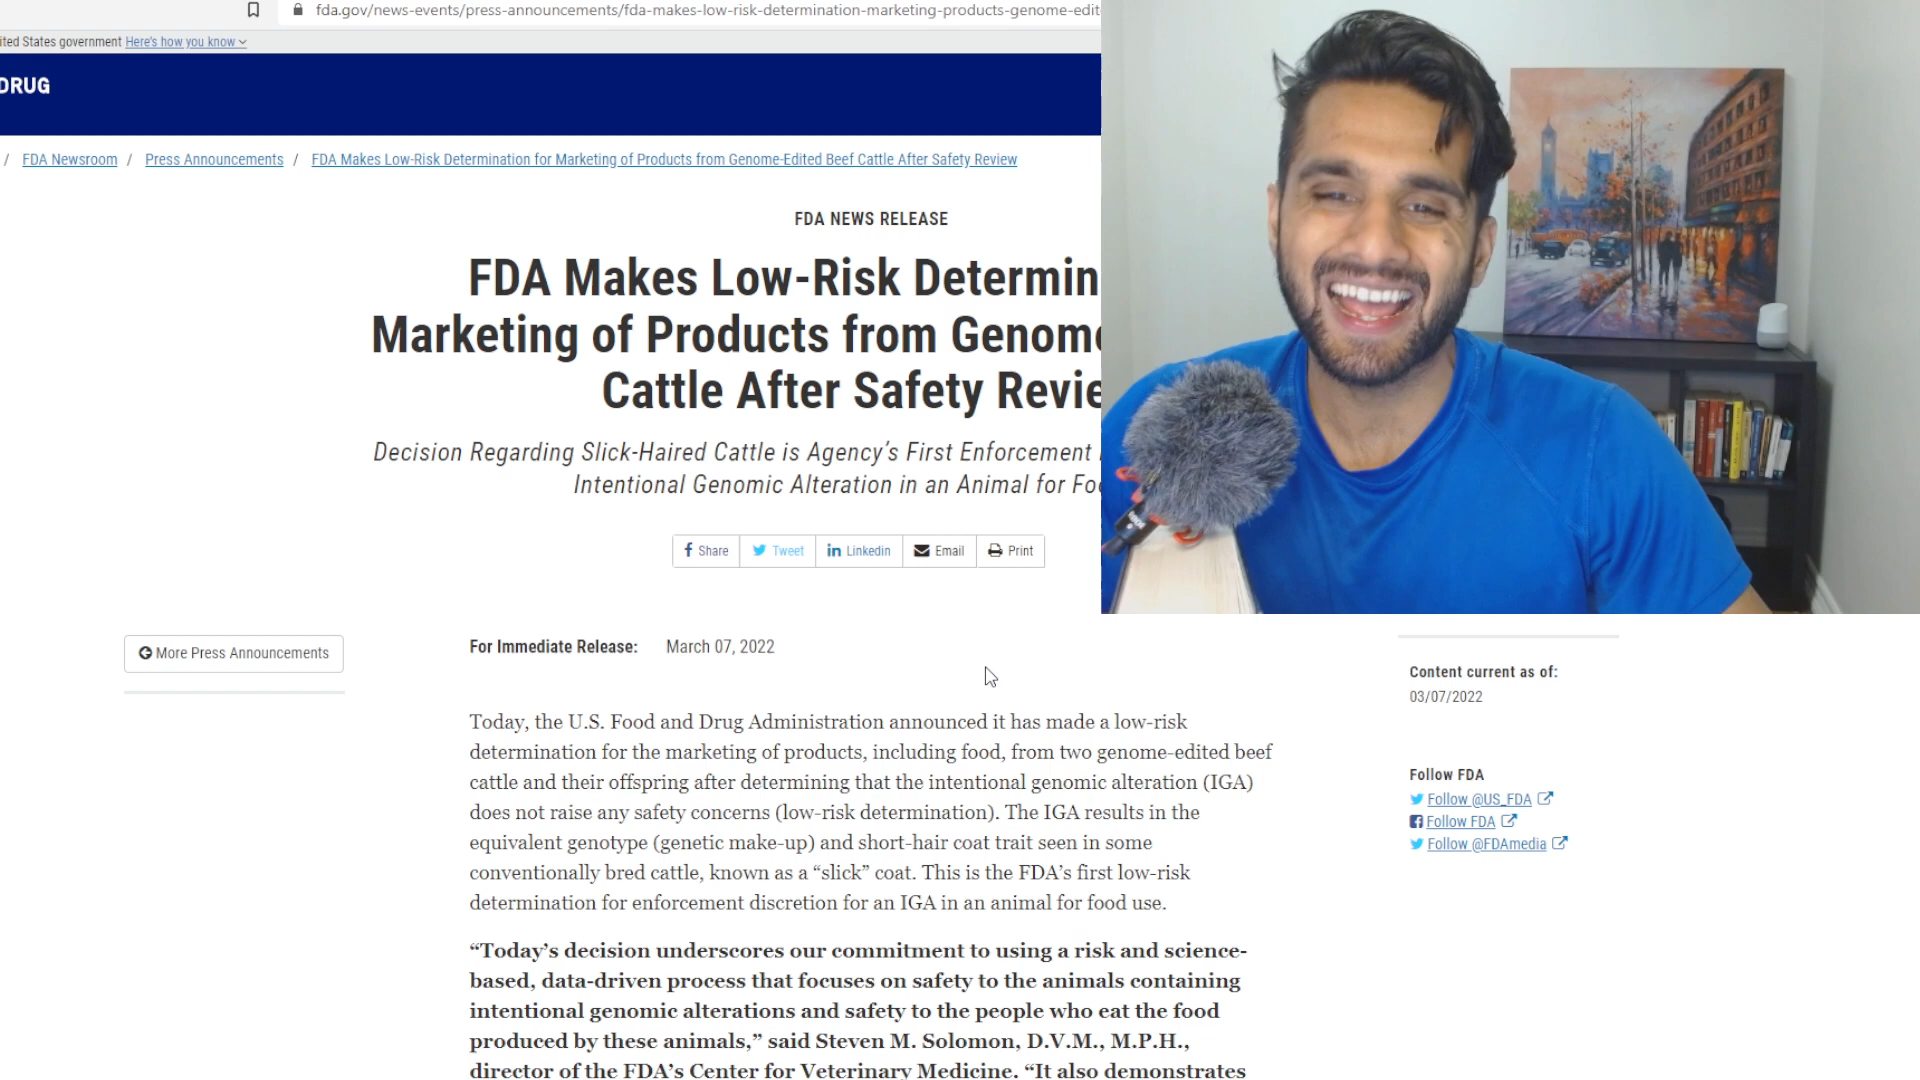 fda.gov/news-events/press-announcements/fda-makes-low-risk-determination-marketing-products-genome-edit
ited States government Here's how you know
DRUG
/ FDA Newsroom / Press Announcements / FDA Makes Low-Risk Determination for Marketing of Products from Genome-Edited Beef Cattle After Safety Review
FDA NEWS RELEASE
FDA Makes Low-Risk Determin
Marketing of Products from Genome
Cattle After Safety Revie
Decision Regarding Slick-Haired Cattle is Agency’s First Enforcement
Intentional Genomic Alteration in an Animal for Foo
Share Tweet Linkedin Email Print
More Press Announcements
For Immediate Release: March 07, 2022
Today, the U.S. Food and Drug Administration announced it has made a low-risk
determination for the marketing of products, including food, from two genome-edited beef
cattle and their offspring after determining that the intentional genomic alteration (IGA)
does not raise any safety concerns (low-risk determination). The IGA results in the
equivalent genotype (genetic make-up) and short-hair coat trait seen in some
conventionally bred cattle, known as a “slick” coat. This is the FDA’s first low-risk
determination for enforcement discretion for an IGA in an animal for food use.
“Today’s decision underscores our commitment to using a risk and science-
based, data-driven process that focuses on safety to the animals containing
intentional genomic alterations and safety to the people who eat the food
produced by these animals,” said Steven M. Solomon, D.V.M., M.P.H.,
director of the FDA’s Center for Veterinary Medicine. “It also demonstrates
Content current as of:
03/07/2022
Follow FDA
Follow @US_FDA
Follow FDA
Follow @FDAmedia